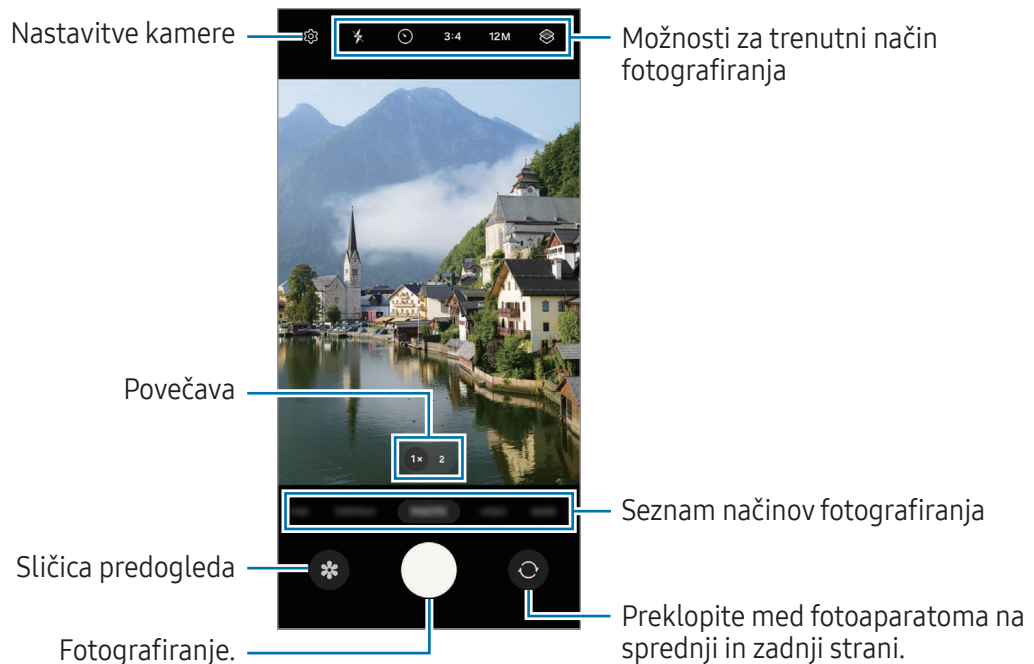 Nastavitve kamere
3:4
12M
Možnosti za trenutni način
fotografiranja
Povečava
1×
2
Seznam načinov fotografiranja
Sličica predogleda
Preklopite med fotoaparatoma na
sprednji in zadnji strani.
Fotografiranje.